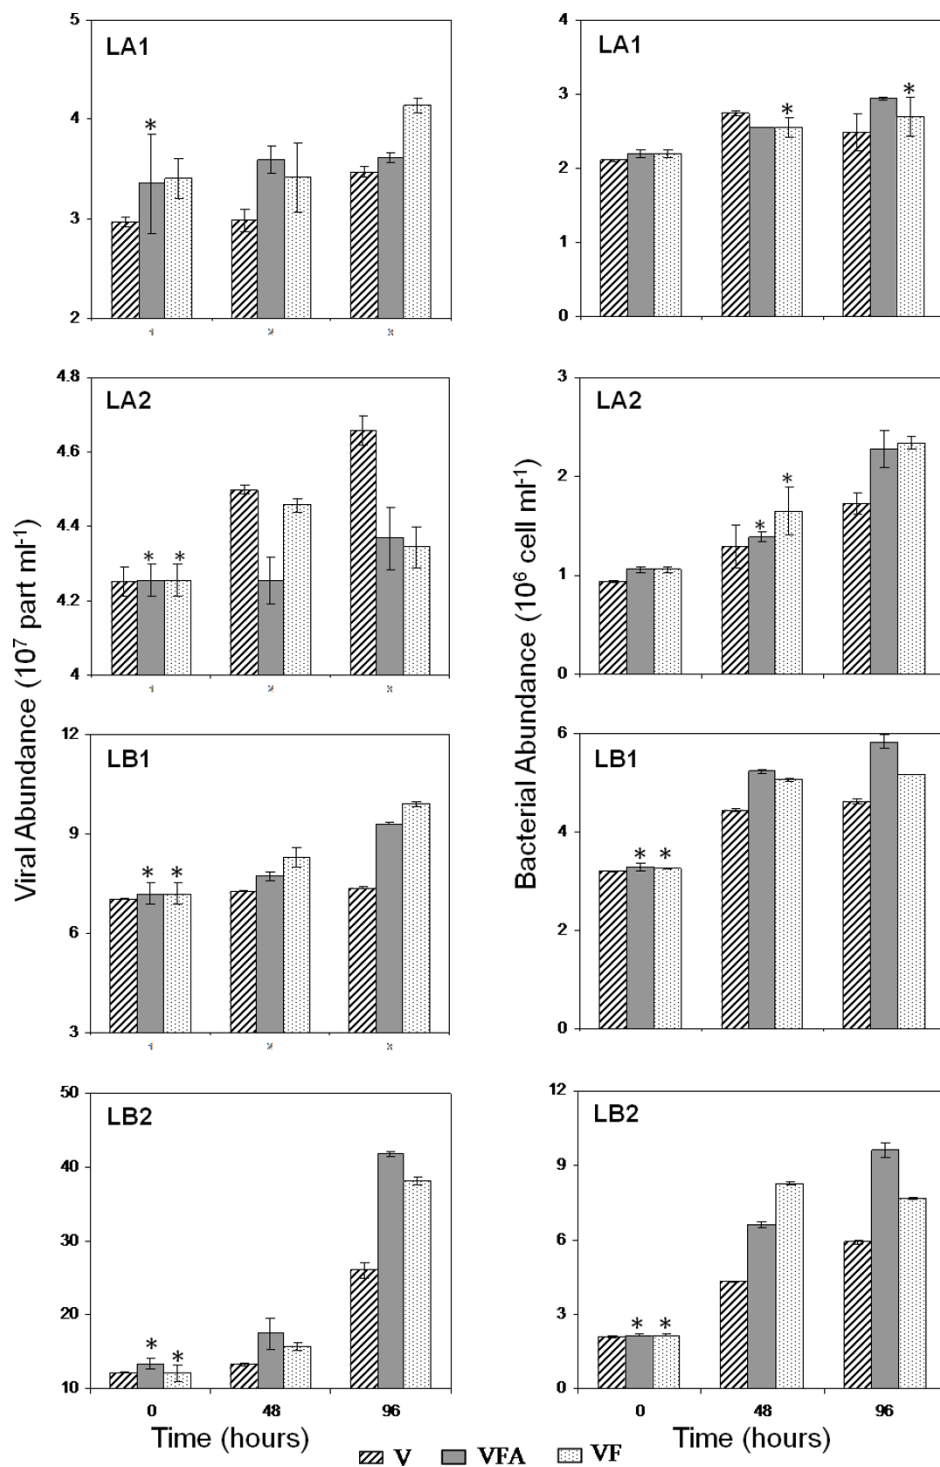 LA1
5
4
3
2
*
LA1
4
3
2
1
0
* *
LA2
4.8
4.6
4.4
4.2
4
* *
LA2
3
2
1
0
* *
LB1
12
9
6
3
* *
LB1
6
4
2
0
* *
LB2
50
40
30
20
10
* *
0 48 96
LB2
12
9
6
3
0
* *
0 48 96
Viral Abundance (10⁷ part ml⁻¹)
Bacterial Abundance (10⁶ cell ml⁻¹)
Time (hours)
Time (hours)
V VFA VF